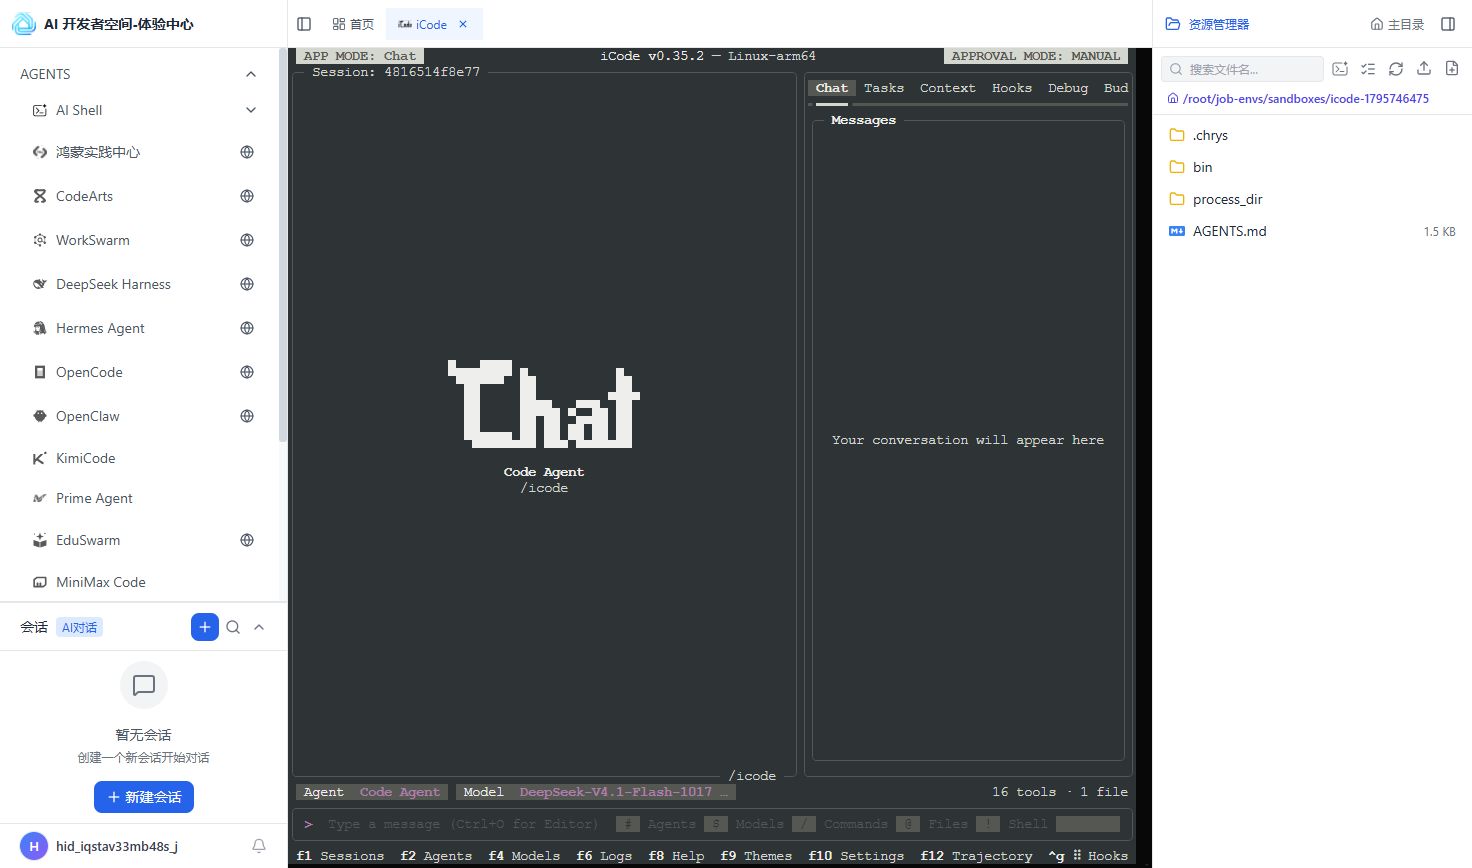 AI 开发者空间-体验中心
AGENTS
AI Shell
鸿蒙实践中心
CodeArts
WorkSwarm
DeepSeek Harness
Hermes Agent
OpenCode
OpenClaw
KimiCode
Prime Agent
EduSwarm
MiniMax Code
会话 AI对话
暂无会话
创建一个新会话开始对话
新建会话
H hid_iqstav33mb48s_j
首页 iCode
APP MODE: Chat iCode v0.35.2 — Linux-arm64 APPROVAL MODE: MANUAL
Session: 4816514f8e77
Chat
Code Agent
/icode
/icode
Chat Tasks Context Hooks Debug Bud
Messages
Your conversation will appear here
Agent Code Agent Model DeepSeek-V4.1-Flash-1017 … 16 tools · 1 file
> Type a message (Ctrl+O for Editor) # Agents $ Models / Commands @ Files ! Shell
f1 Sessions f2 Agents f4 Models f6 Logs f8 Help f9 Themes f10 Settings f12 Trajectory ^g Hooks
资源管理器 主目录
搜索文件名...
/root/job-envs/sandboxes/icode-1795746475
.chrys
bin
process_dir
AGENTS.md 1.5 KB